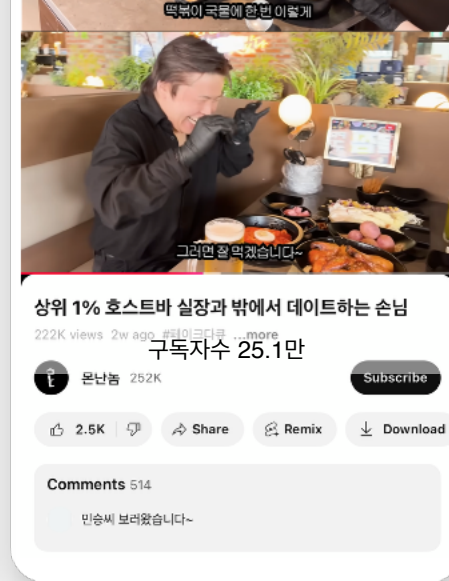 떡볶이 국물에 한 번 이렇게
그러면 잘 먹겠습니다~
상위 1% 호스트바 실장과 밖에서 데이트하는 손님
222K views 2w ago #페이크다큐 ...more
구독자수 25.1만
몬난놈 252K
Subscribe
2.5K
Share
Remix
Download
Comments 514
민승씨 보러왔습니다~